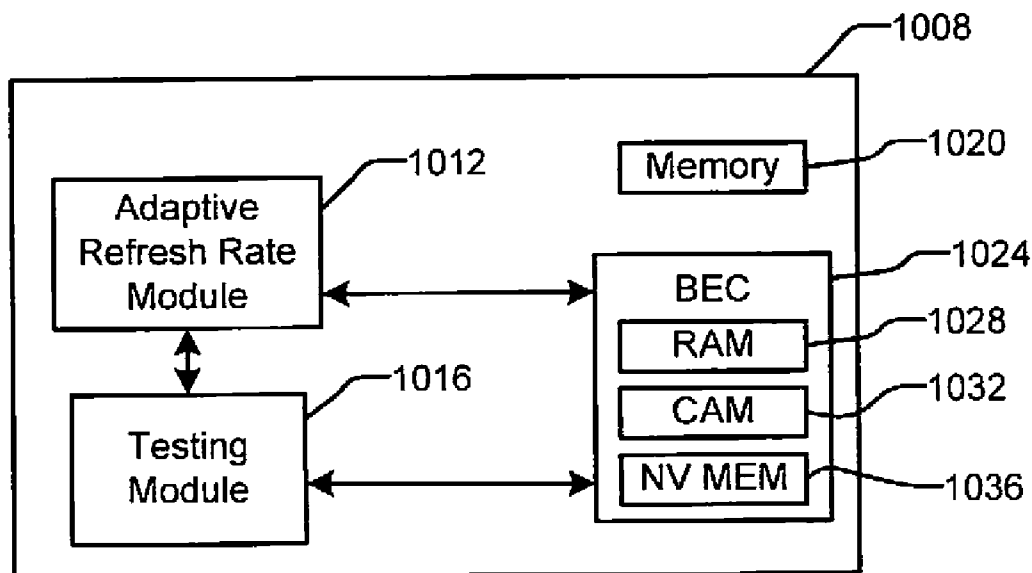 1008
1020
Memory
1012
Adaptive
Refresh Rate
Module
1024
BEC
1028
RAM
1016
1032
CAM
Testing
Module
NV MEM
1036